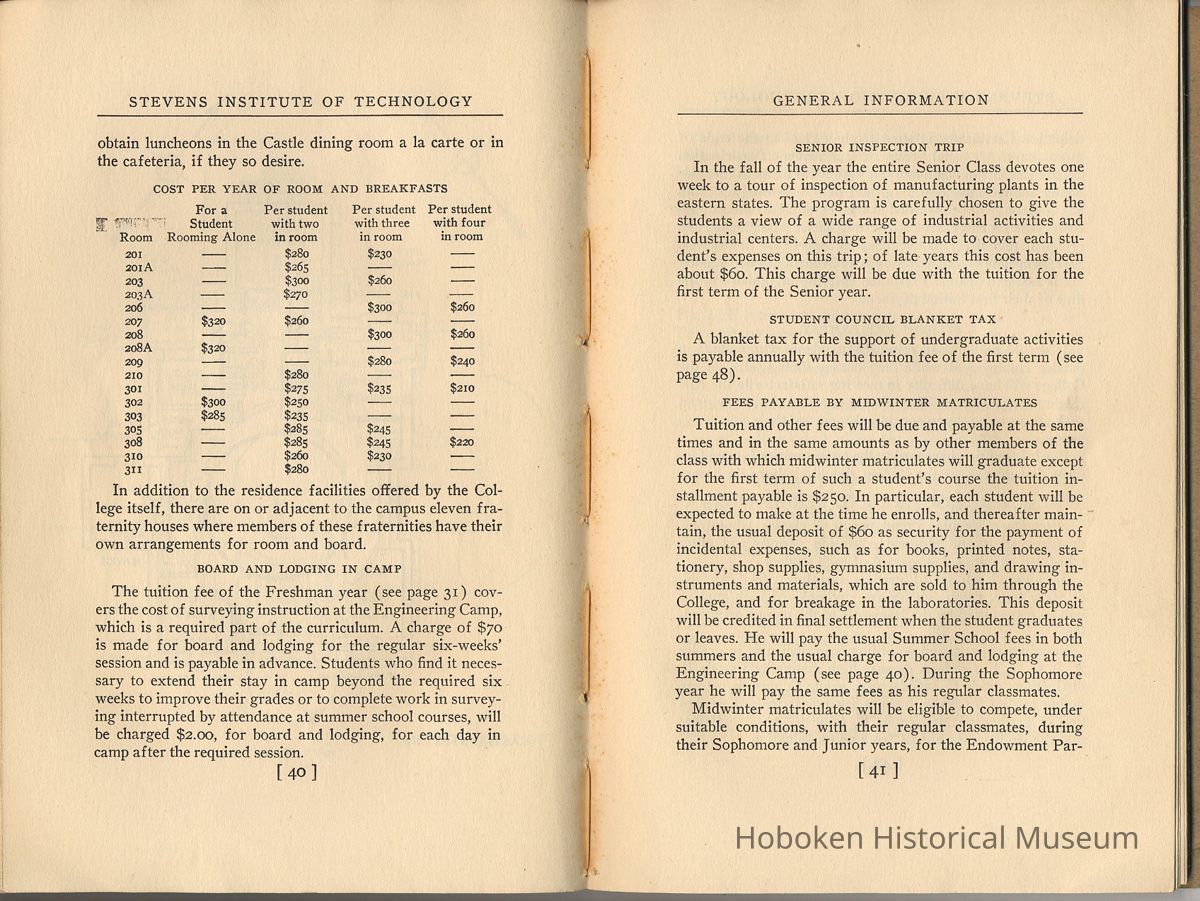 STEVENS INSTITUTE OF TECHNOLOGY
obtain luncheons in the Castle dining room a la carte or in
the cafeteria, if they so desire.
COST PER YEAR OF ROOM AND BREAKFASTS
For a Per student Per student Per student
Student with two with three with four
Room Rooming Alone in room in room in room
201 — $280 $230 —
201A — $265 — —
203 — $300 $260 —
203A — $270 — —
206 — — $300 $260
207 $320 $260 — —
208 — — $300 $260
208A $320 — — —
209 — — $280 $240
210 — $280 — —
301 — $275 $235 $210
302 $300 $250 — —
303 $285 $235 — —
305 — $285 $245 —
308 — $285 $245 $220
310 — $260 $230 —
311 — $280 — —
In addition to the residence facilities offered by the Col-
lege itself, there are on or adjacent to the campus eleven fra-
ternity houses where members of these fraternities have their
own arrangements for room and board.
BOARD AND LODGING IN CAMP
The tuition fee of the Freshman year (see page 31) cov-
ers the cost of surveying instruction at the Engineering Camp,
which is a required part of the curriculum. A charge of $70
is made for board and lodging for the regular six-weeks'
session and is payable in advance. Students who find it neces-
sary to extend their stay in camp beyond the required six
weeks to improve their grades or to complete work in survey-
ing interrupted by attendance at summer school courses, will
be charged $2.00, for board and lodging, for each day in
camp after the required session.
[ 40 ]
GENERAL INFORMATION
SENIOR INSPECTION TRIP
In the fall of the year the entire Senior Class devotes one
week to a tour of inspection of manufacturing plants in the
eastern states. The program is carefully chosen to give the
students a view of a wide range of industrial activities and
industrial centers. A charge will be made to cover each stu-
dent's expenses on this trip; of late years this cost has been
about $60. This charge will be due with the tuition for the
first term of the Senior year.
STUDENT COUNCIL BLANKET TAX
A blanket tax for the support of undergraduate activities
is payable annually with the tuition fee of the first term (see
page 48).
FEES PAYABLE BY MIDWINTER MATRICULATES
Tuition and other fees will be due and payable at the same
times and in the same amounts as by other members of the
class with which midwinter matriculates will graduate except
for the first term of such a student's course the tuition in-
stallment payable is $250. In particular, each student will be
expected to make at the time he enrolls, and thereafter main-
tain, the usual deposit of $60 as security for the payment of
incidental expenses, such as for books, printed notes, sta-
tionery, shop supplies, gymnasium supplies, and drawing in-
struments and materials, which are sold to him through the
College, and for breakage in the laboratories. This deposit
will be credited in final settlement when the student graduates
or leaves. He will pay the usual Summer School fees in both
summers and the usual charge for board and lodging at the
Engineering Camp (see page 40). During the Sophomore
year he will pay the same fees as his regular classmates.
Midwinter matriculates will be eligible to compete, under
suitable conditions, with their regular classmates, during
their Sophomore and Junior years, for the Endowment Par-
[ 41 ]
Hoboken Historical Museum